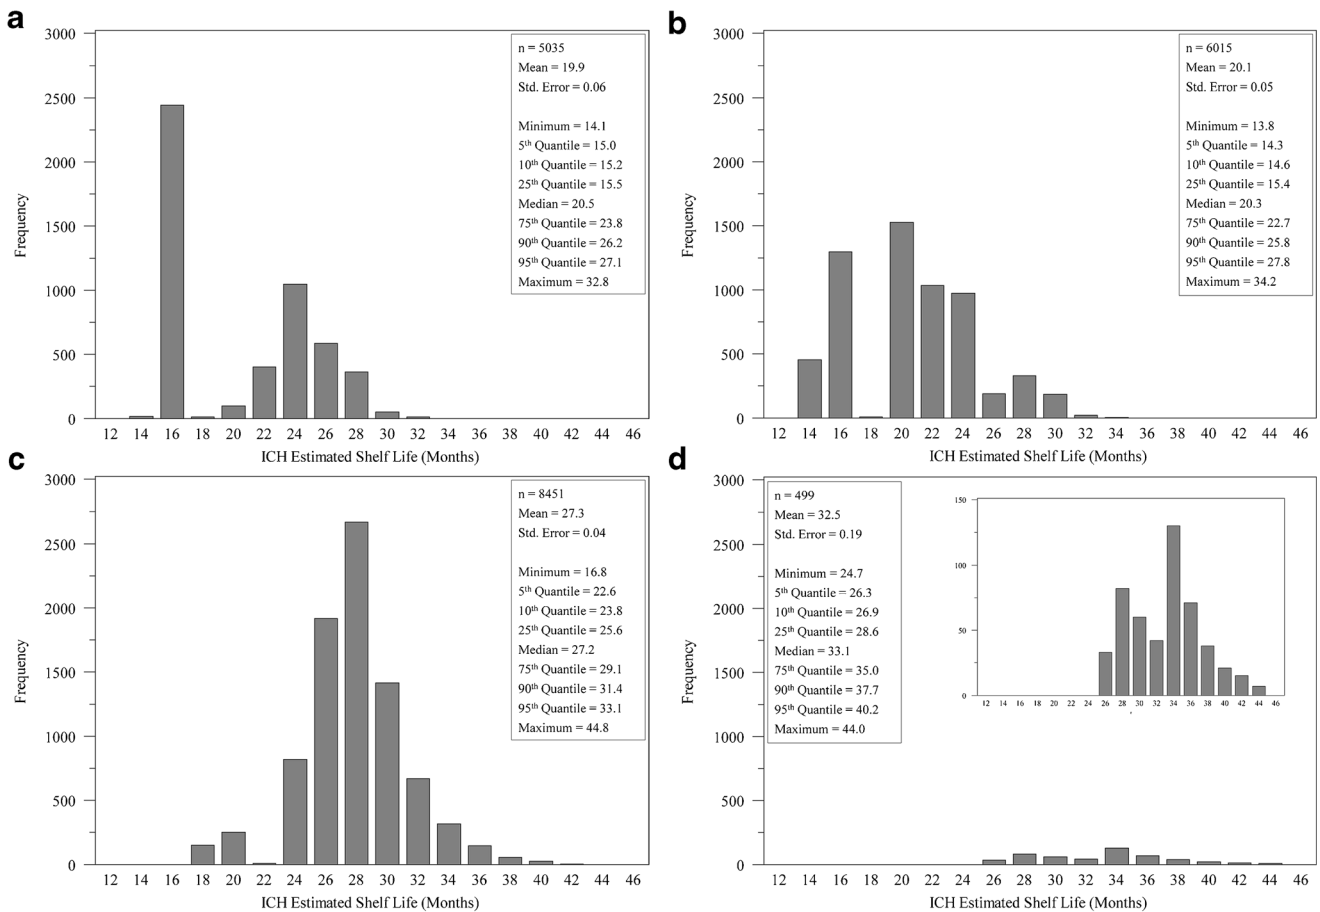 a
3000
2500
2000
1500
1000
500
0
Frequency
12 14 16 18 20 22 24 26 28 30 32 34 36 38 40 42 44 46
ICH Estimated Shelf Life (Months)
n = 5035
Mean = 19.9
Std. Error = 0.06
Minimum = 14.1
5th Quantile = 15.0
10th Quantile = 15.2
25th Quantile = 15.5
Median = 20.5
75th Quantile = 23.8
90th Quantile = 26.2
95th Quantile = 27.1
Maximum = 32.8
b
3000
2500
2000
1500
1000
500
0
Frequency
12 14 16 18 20 22 24 26 28 30 32 34 36 38 40 42 44 46
ICH Estimated Shelf Life (Months)
n = 6015
Mean = 20.1
Std. Error = 0.05
Minimum = 13.8
5th Quantile = 14.3
10th Quantile = 14.6
25th Quantile = 15.4
Median = 20.3
75th Quantile = 22.7
90th Quantile = 25.8
95th Quantile = 27.8
Maximum = 34.2
c
3000
2500
2000
1500
1000
500
0
Frequency
12 14 16 18 20 22 24 26 28 30 32 34 36 38 40 42 44 46
ICH Estimated Shelf Life (Months)
n = 8451
Mean = 27.3
Std. Error = 0.04
Minimum = 16.8
5th Quantile = 22.6
10th Quantile = 23.8
25th Quantile = 25.6
Median = 27.2
75th Quantile = 29.1
90th Quantile = 31.4
95th Quantile = 33.1
Maximum = 44.8
d
3000
2500
2000
1500
1000
500
0
Frequency
12 14 16 18 20 22 24 26 28 30 32 34 36 38 40 42 44 46
ICH Estimated Shelf Life (Months)
n = 499
Mean = 32.5
Std. Error = 0.19
Minimum = 24.7
5th Quantile = 26.3
10th Quantile = 26.9
25th Quantile = 28.6
Median = 33.1
75th Quantile = 35.0
90th Quantile = 37.7
95th Quantile = 40.2
Maximum = 44.0
150
100
50
0
12 14 16 18 20 22 24 26 28 30 32 34 36 38 40 42 44 46